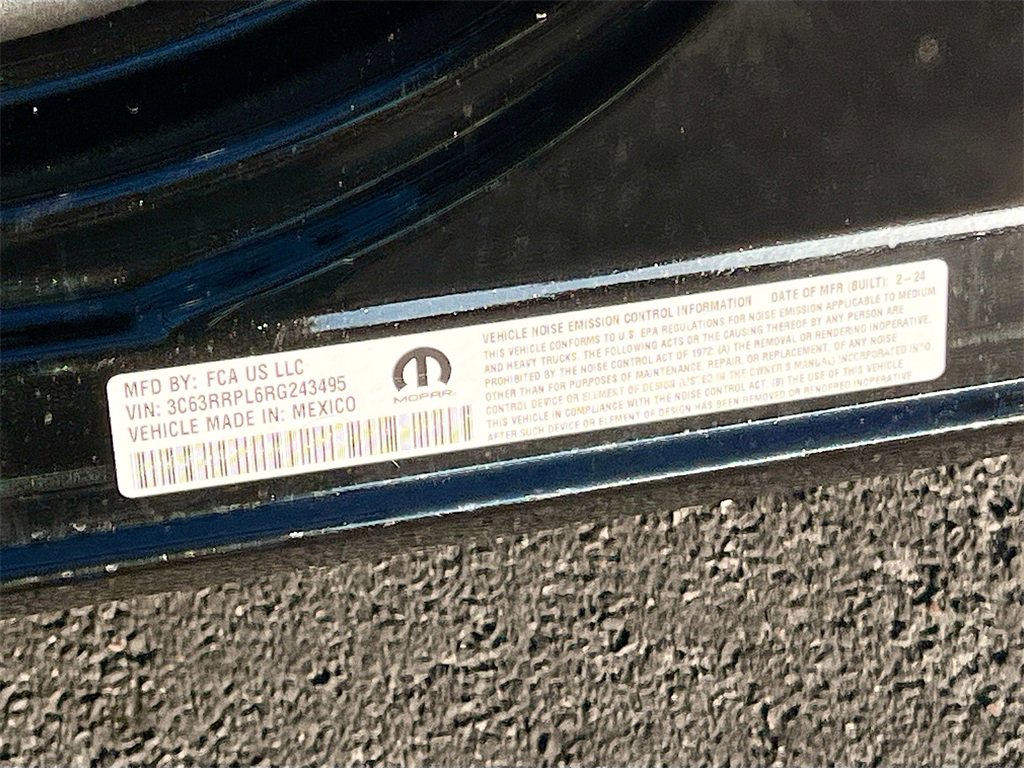 MFD BY: FCA US LLC
VIN: 3C63RRPL6RG243495
VEHICLE MADE IN: MEXICO
MOPAR
VEHICLE NOISE EMISSION CONTROL INFORMATION DATE OF MFR (BUILT): 2-24
THIS VEHICLE CONFORMS TO U.S. EPA REGULATIONS FOR NOISE EMISSION APPLICABLE TO MEDIUM
AND HEAVY TRUCKS. THE FOLLOWING ACTS OR THE CAUSING THEREOF BY ANY PERSON ARE
PROHIBITED BY THE NOISE CONTROL ACT OF 1972: (A) THE REMOVAL OR RENDERING INOPERATIVE,
OTHER THAN FOR PURPOSES OF MAINTENANCE, REPAIR, OR REPLACEMENT, OF ANY NOISE
CONTROL DEVICE OR ELEMENT OF DESIGN (LISTED IN THE OWNER'S MANUAL) INCORPORATED INTO
THIS VEHICLE IN COMPLIANCE WITH THE NOISE CONTROL ACT. (B) THE USE OF THIS VEHICLE
AFTER SUCH DEVICE OR ELEMENT OF DESIGN HAS BEEN REMOVED OR RENDERED INOPERATIVE